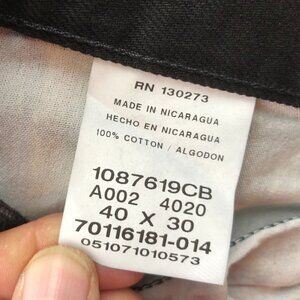 RN 130273
MADE IN NICARAGUA
HECHO EN NICARAGUA
100% COTTON / ALGODON
1087619CB
A002 4020
40 X 30
70116181-014
051071010573